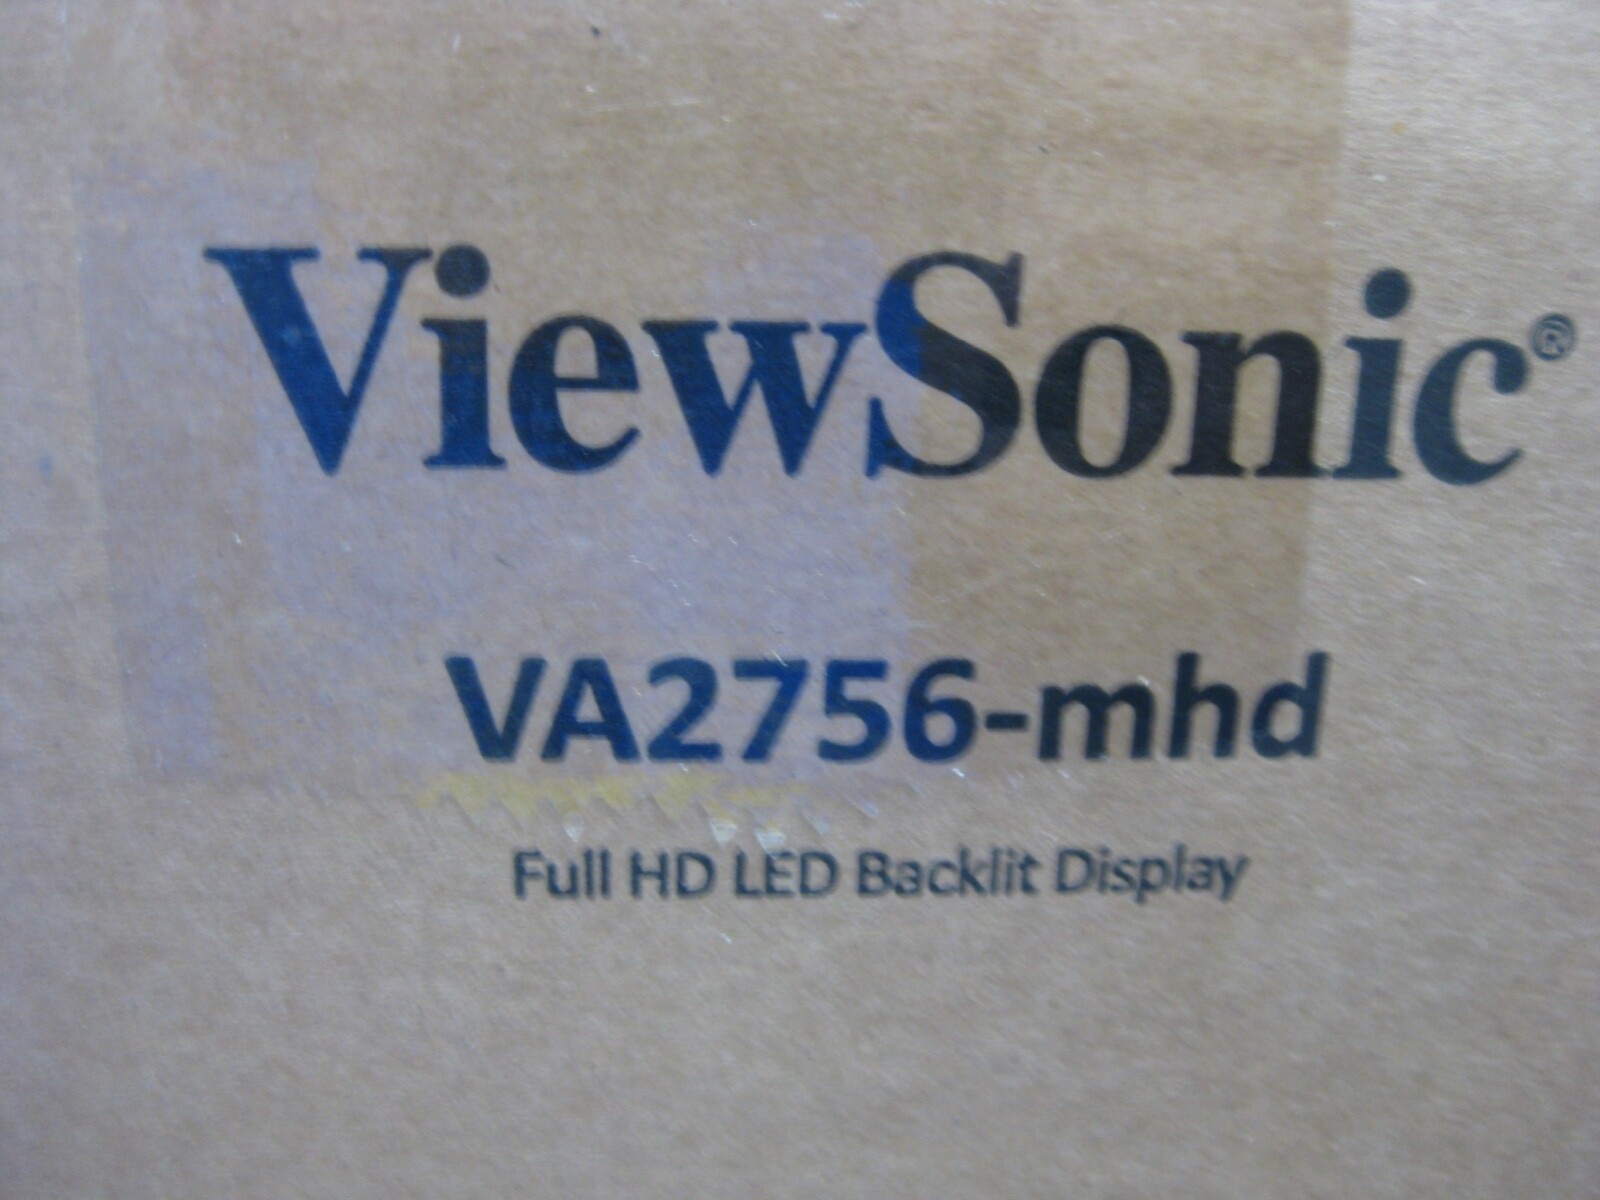 ViewSonic®
VA2756-mhd
Full HD LED Backlit Display